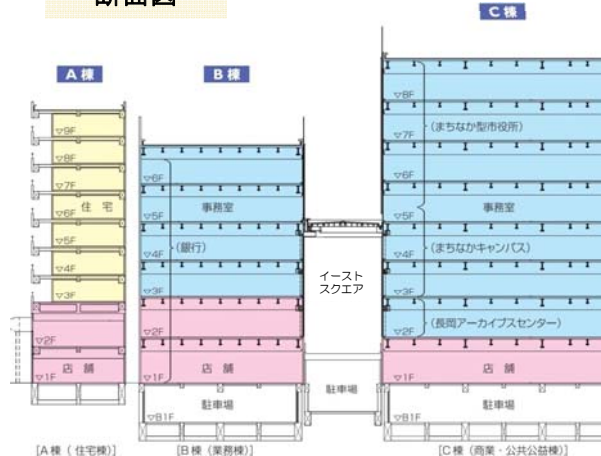 断面図
C棟
A棟
B棟
▽9F
▽8F
▽7F
住宅
▽6F
▽5F
▽4F
▽3F
▽2F
店舗
▽1F
[A棟(住宅棟)]
▽6F
事務室
▽5F
(銀行)
▽4F
▽3F
▽2F
店舗
▽1F
駐車場
▽B1F
[B棟(業務棟)]
イースト
スクエア
駐車場
▽8F
(まちなか型市役所)
▽7F
▽6F
事務室
▽5F
(まちなかキャンパス)
▽4F
▽3F
(長岡アーカイブスセンター)
▽2F
店舗
▽1F
駐車場
▽B1F
[C棟(商業・公共公益棟)]